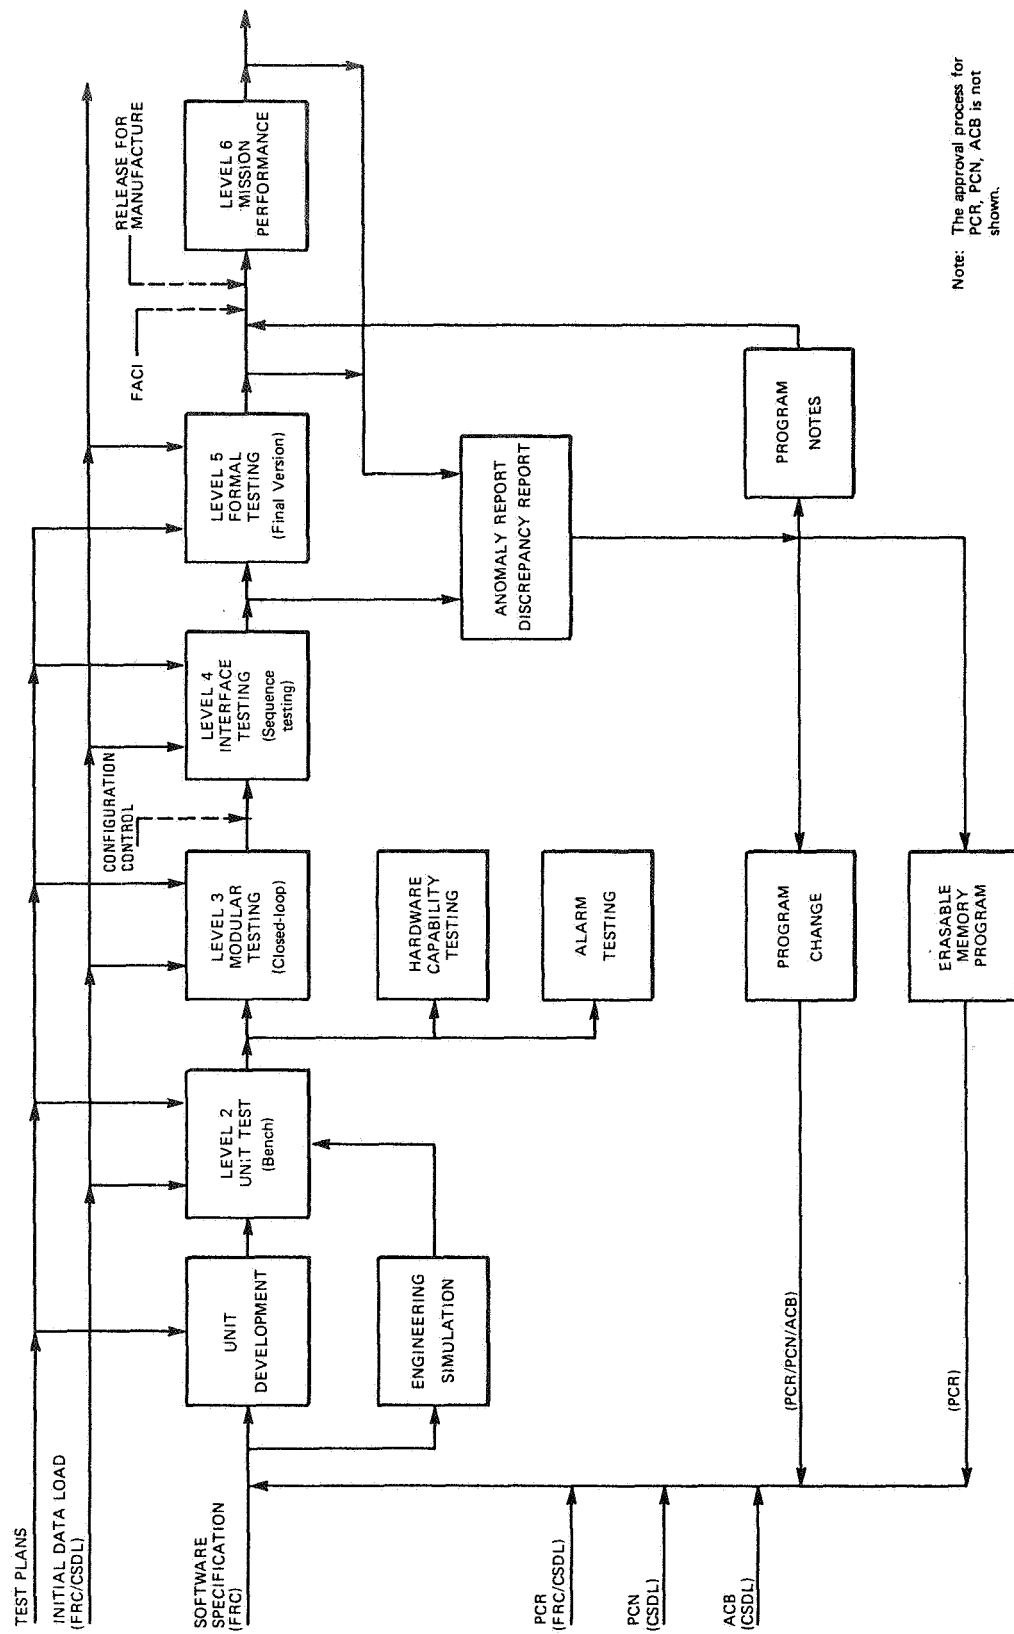 TEST PLANS
INITIAL DATA LOAD
(FRC/CSDL)
SOFTWARE
SPECIFICATION
(FRC)
PCR
(FRC/CSDL)
PCN
(CSDL)
ACB
(CSDL)
UNIT
DEVELOPMENT
ENGINEERING
SIMULATION
(PCR/PCN/ACB)
(PCR)
LEVEL 2
UNIT TEST
(Bench)
LEVEL 3
MODULAR
TESTING
(Closed-loop)
HARDWARE
CAPABILITY
TESTING
ALARM
TESTING
PROGRAM
CHANGE
ERASABLE
MEMORY
PROGRAM
CONFIGURATION
CONTROL
LEVEL 4
INTERFACE
TESTING
(Sequence
testing)
LEVEL 5
FORMAL
TESTING
(Final Version)
ANOMALY REPORT
DISCREPANCY REPORT
PROGRAM
NOTES
FACI
RELEASE FOR
MANUFACTURE
LEVEL 6
MISSION
PERFORMANCE
Note: The approval process for
PCR, PCN, ACB is not
shown.